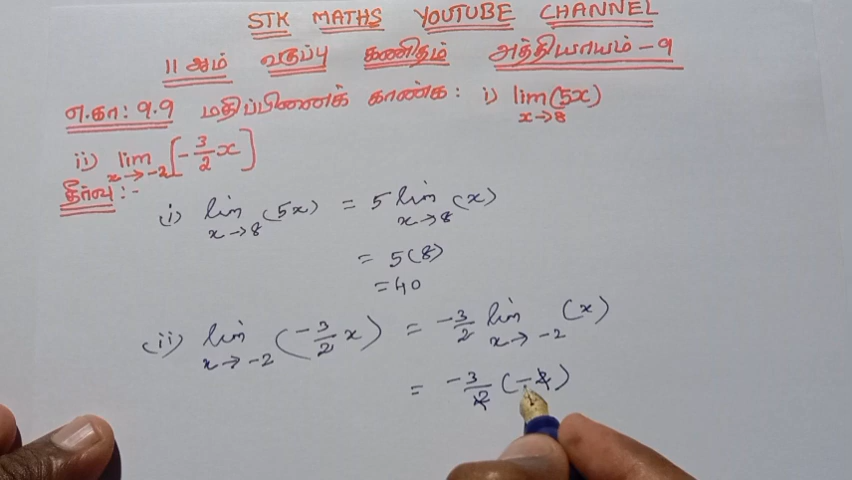 STK MATHS YOUTUBE CHANNEL
11 ஆம் வகுப்பு கணிதம் அத்தியாயம் - 9
எ.கா: 9.9 மதிப்பினைக் காண்க: i) lim(5x)
x→8
ii) lim [-3/2 x]
x→-2
தீர்வு :-
i) lim (5x) = 5 lim (x)
x→8 x→8
= 5(8)
= 40
(ii) lim (-3/2 x) = -3/2 lim (x)
x→-2 x→-2
= -3/2 (-2)